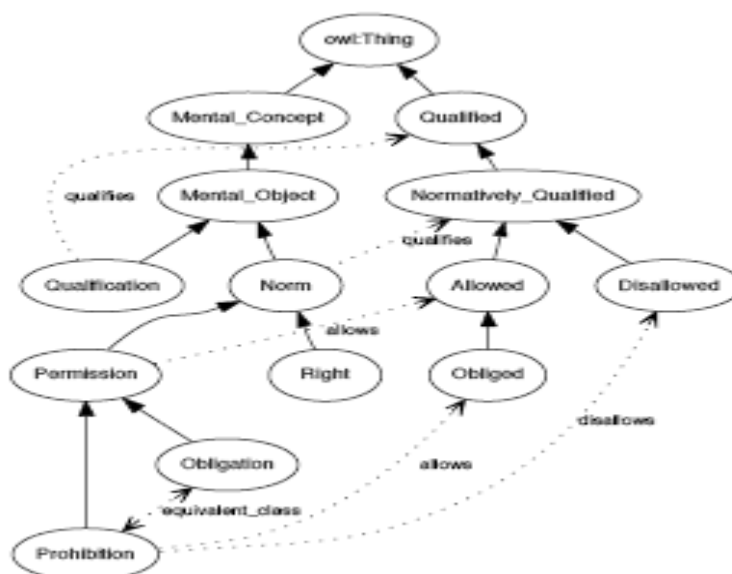 owl:Thing
Mental_Concept
Qualified
qualifies
Mental_Object
Normatively_Qualified
qualifies
Qualification
Norm
Allowed
Disallowed
allows
Permission
Right
Obliged
disallows
Obligation
allows
equivalent_class
Prohibition